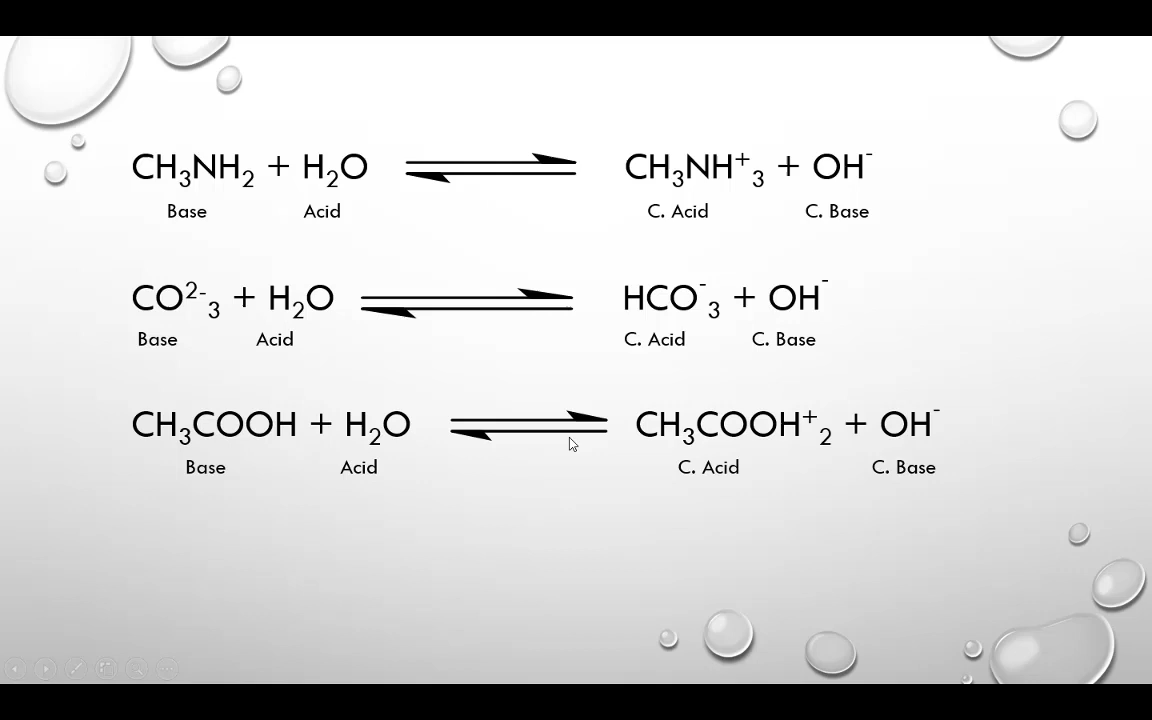 CH₃NH₂ + H₂O ⇌ CH₃NH⁺₃ + OH⁻
Base Acid C. Acid C. Base
CO²⁻₃ + H₂O ⇌ HCO⁻₃ + OH⁻
Base Acid C. Acid C. Base
CH₃COOH + H₂O ⇌ CH₃COOH⁺₂ + OH⁻
Base Acid C. Acid C. Base